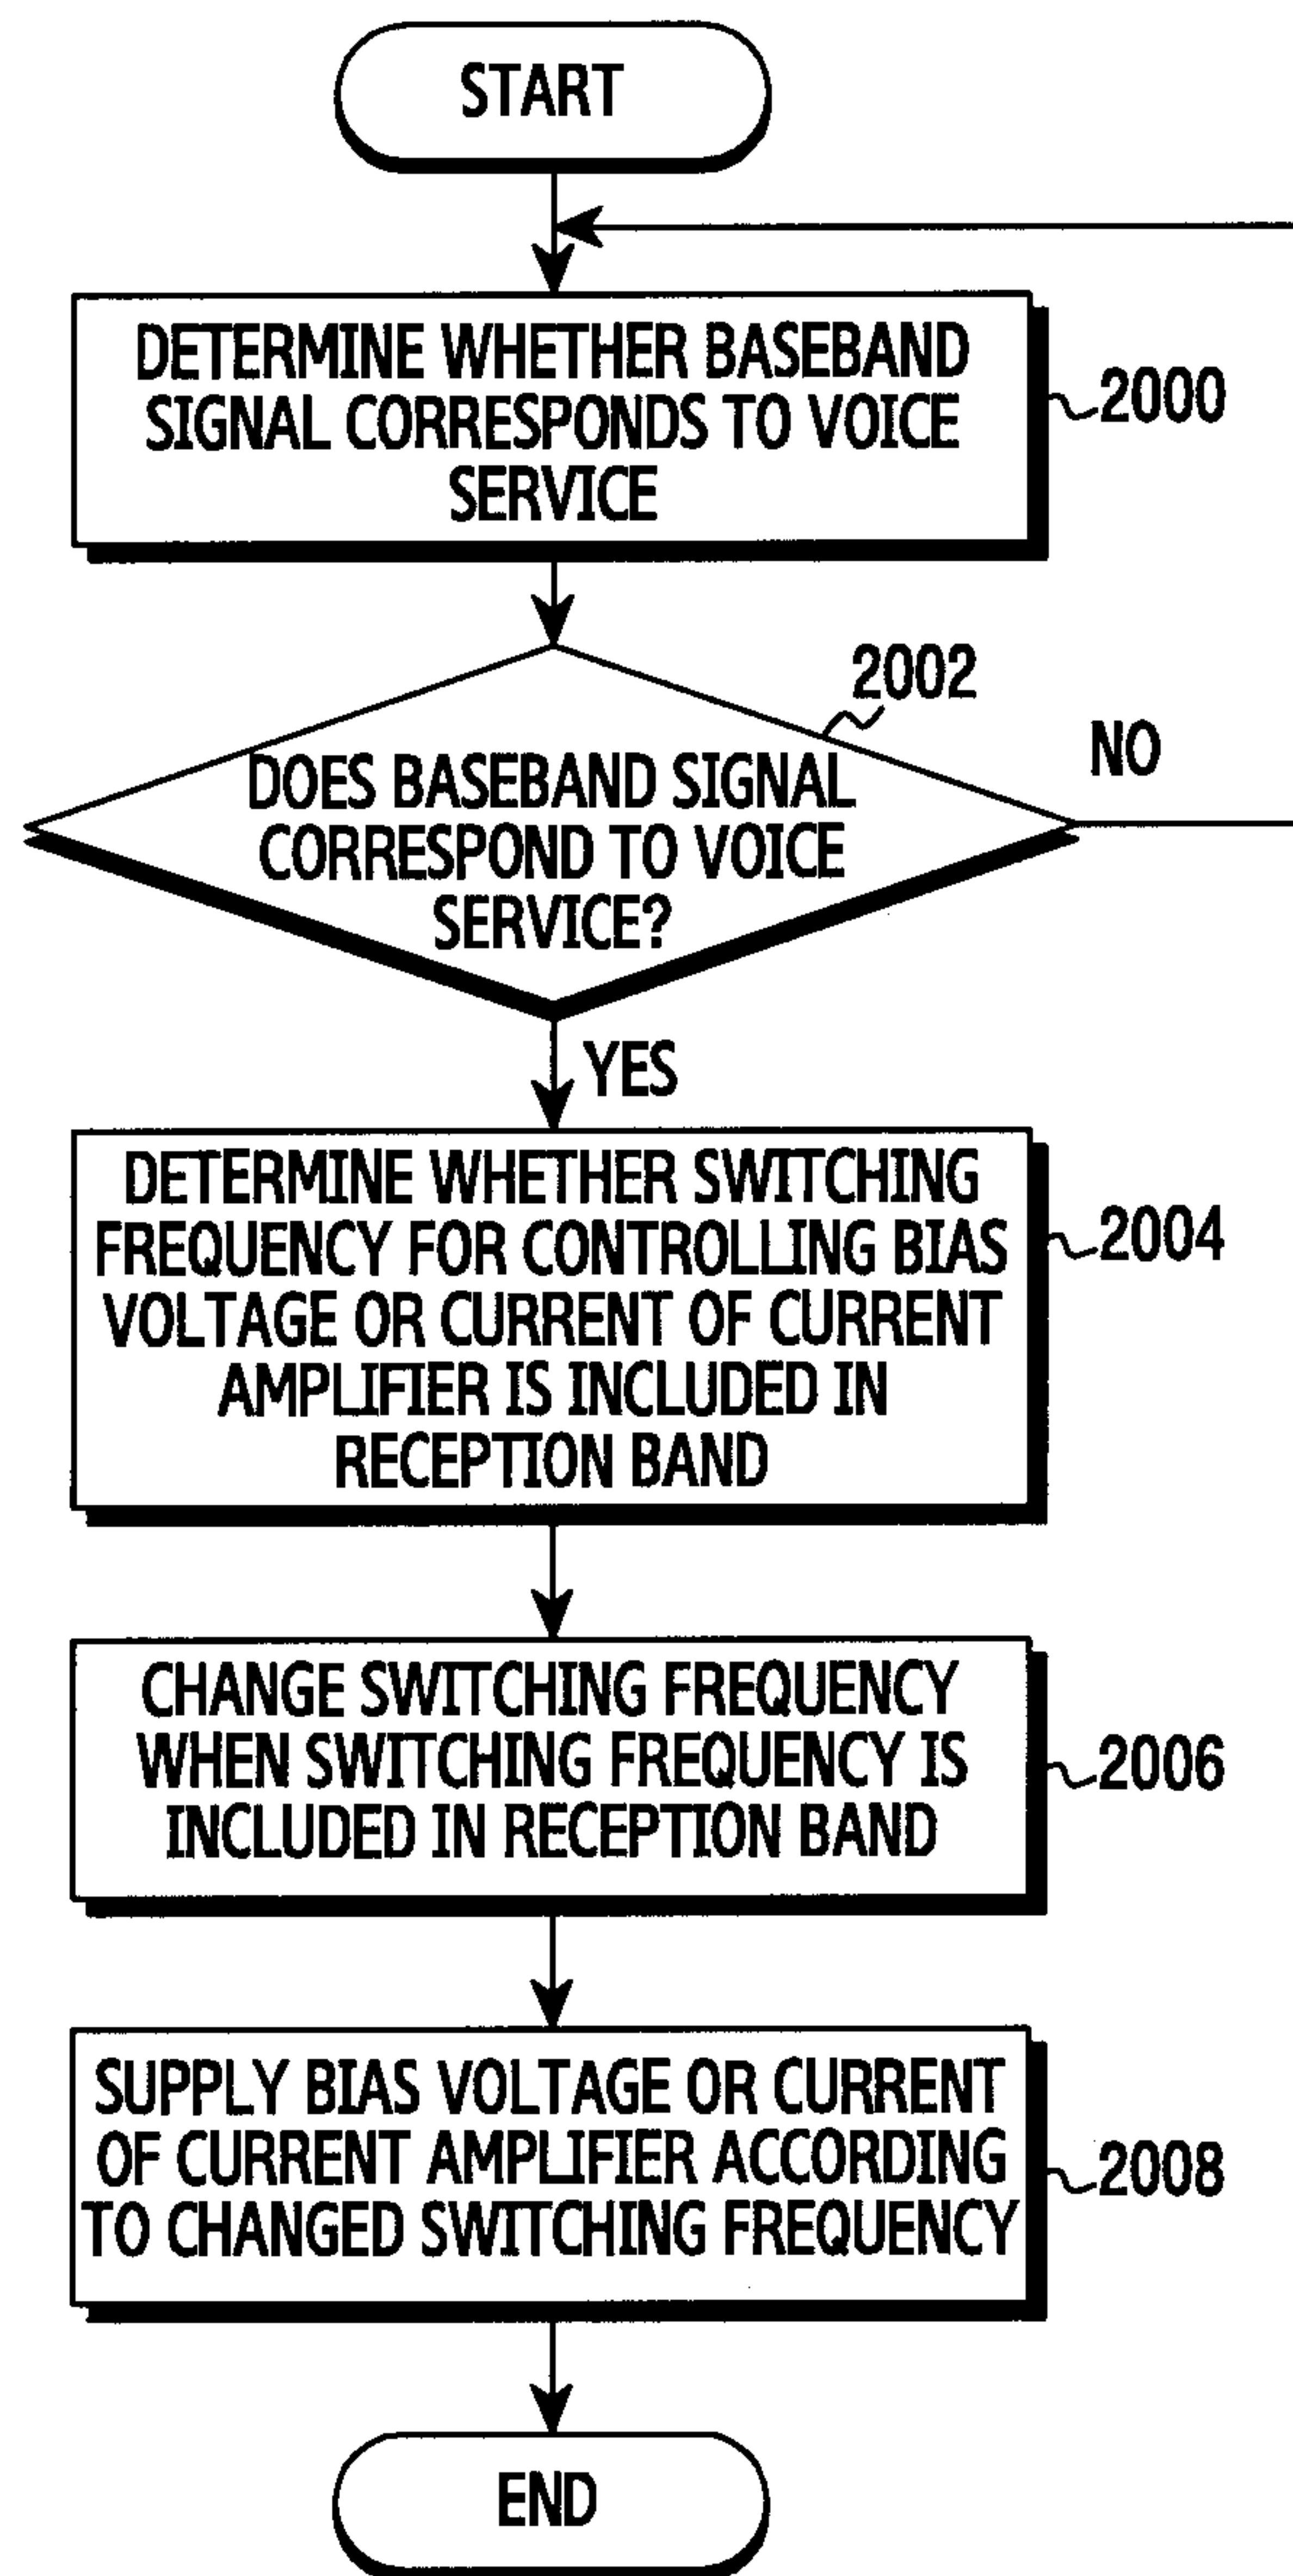 START
DETERMINE WHETHER BASEBAND
SIGNAL CORRESPONDS TO VOICE
SERVICE
2000
2002
NO
DOES BASEBAND SIGNAL
CORRESPOND TO VOICE
SERVICE?
YES
DETERMINE WHETHER SWITCHING
FREQUENCY FOR CONTROLLING BIAS
VOLTAGE OR CURRENT OF CURRENT
AMPLIFIER IS INCLUDED IN
RECEPTION BAND
2004
CHANGE SWITCHING FREQUENCY
WHEN SWITCHING FREQUENCY IS
INCLUDED IN RECEPTION BAND
2006
SUPPLY BIAS VOLTAGE OR CURRENT
OF CURRENT AMPLIFIER ACCORDING
TO CHANGED SWITCHING FREQUENCY
2008
END